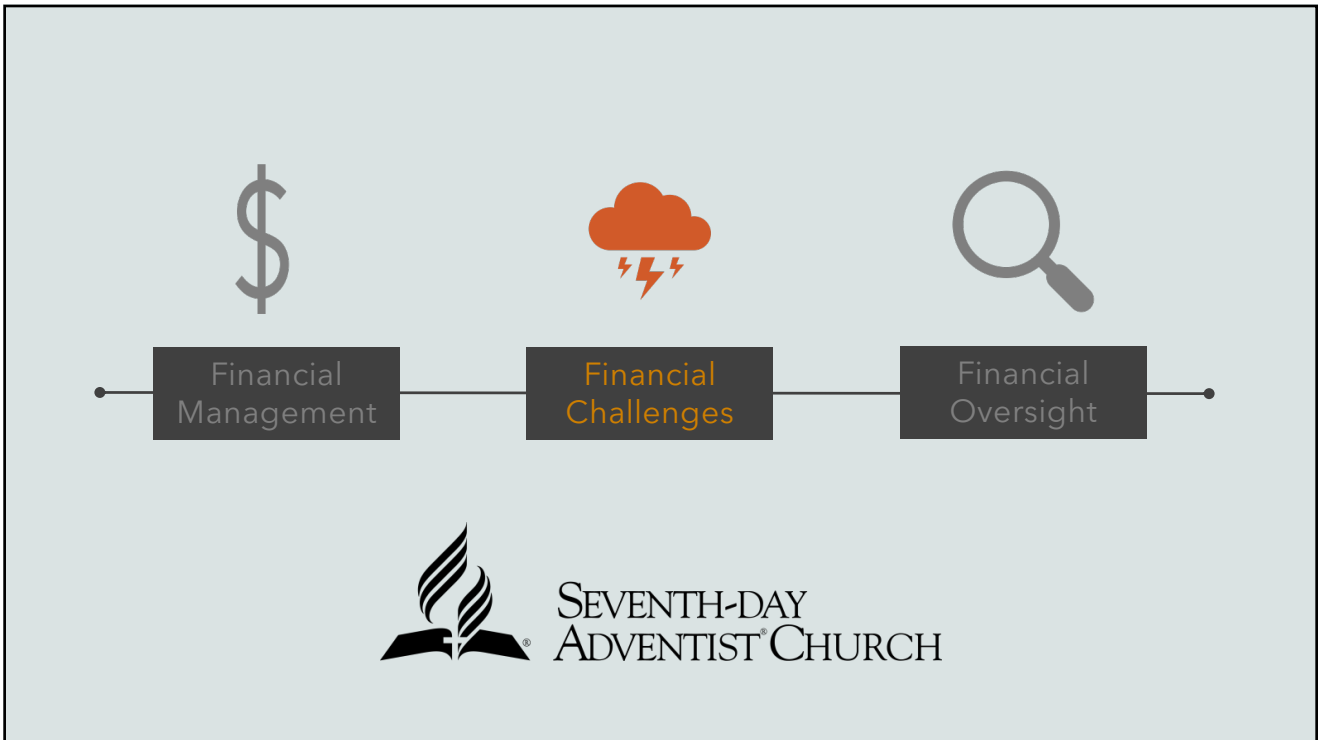 $
Financial
Management
Financial
Challenges
Financial
Oversight
SEVENTH-DAY
ADVENTIST® CHURCH
®